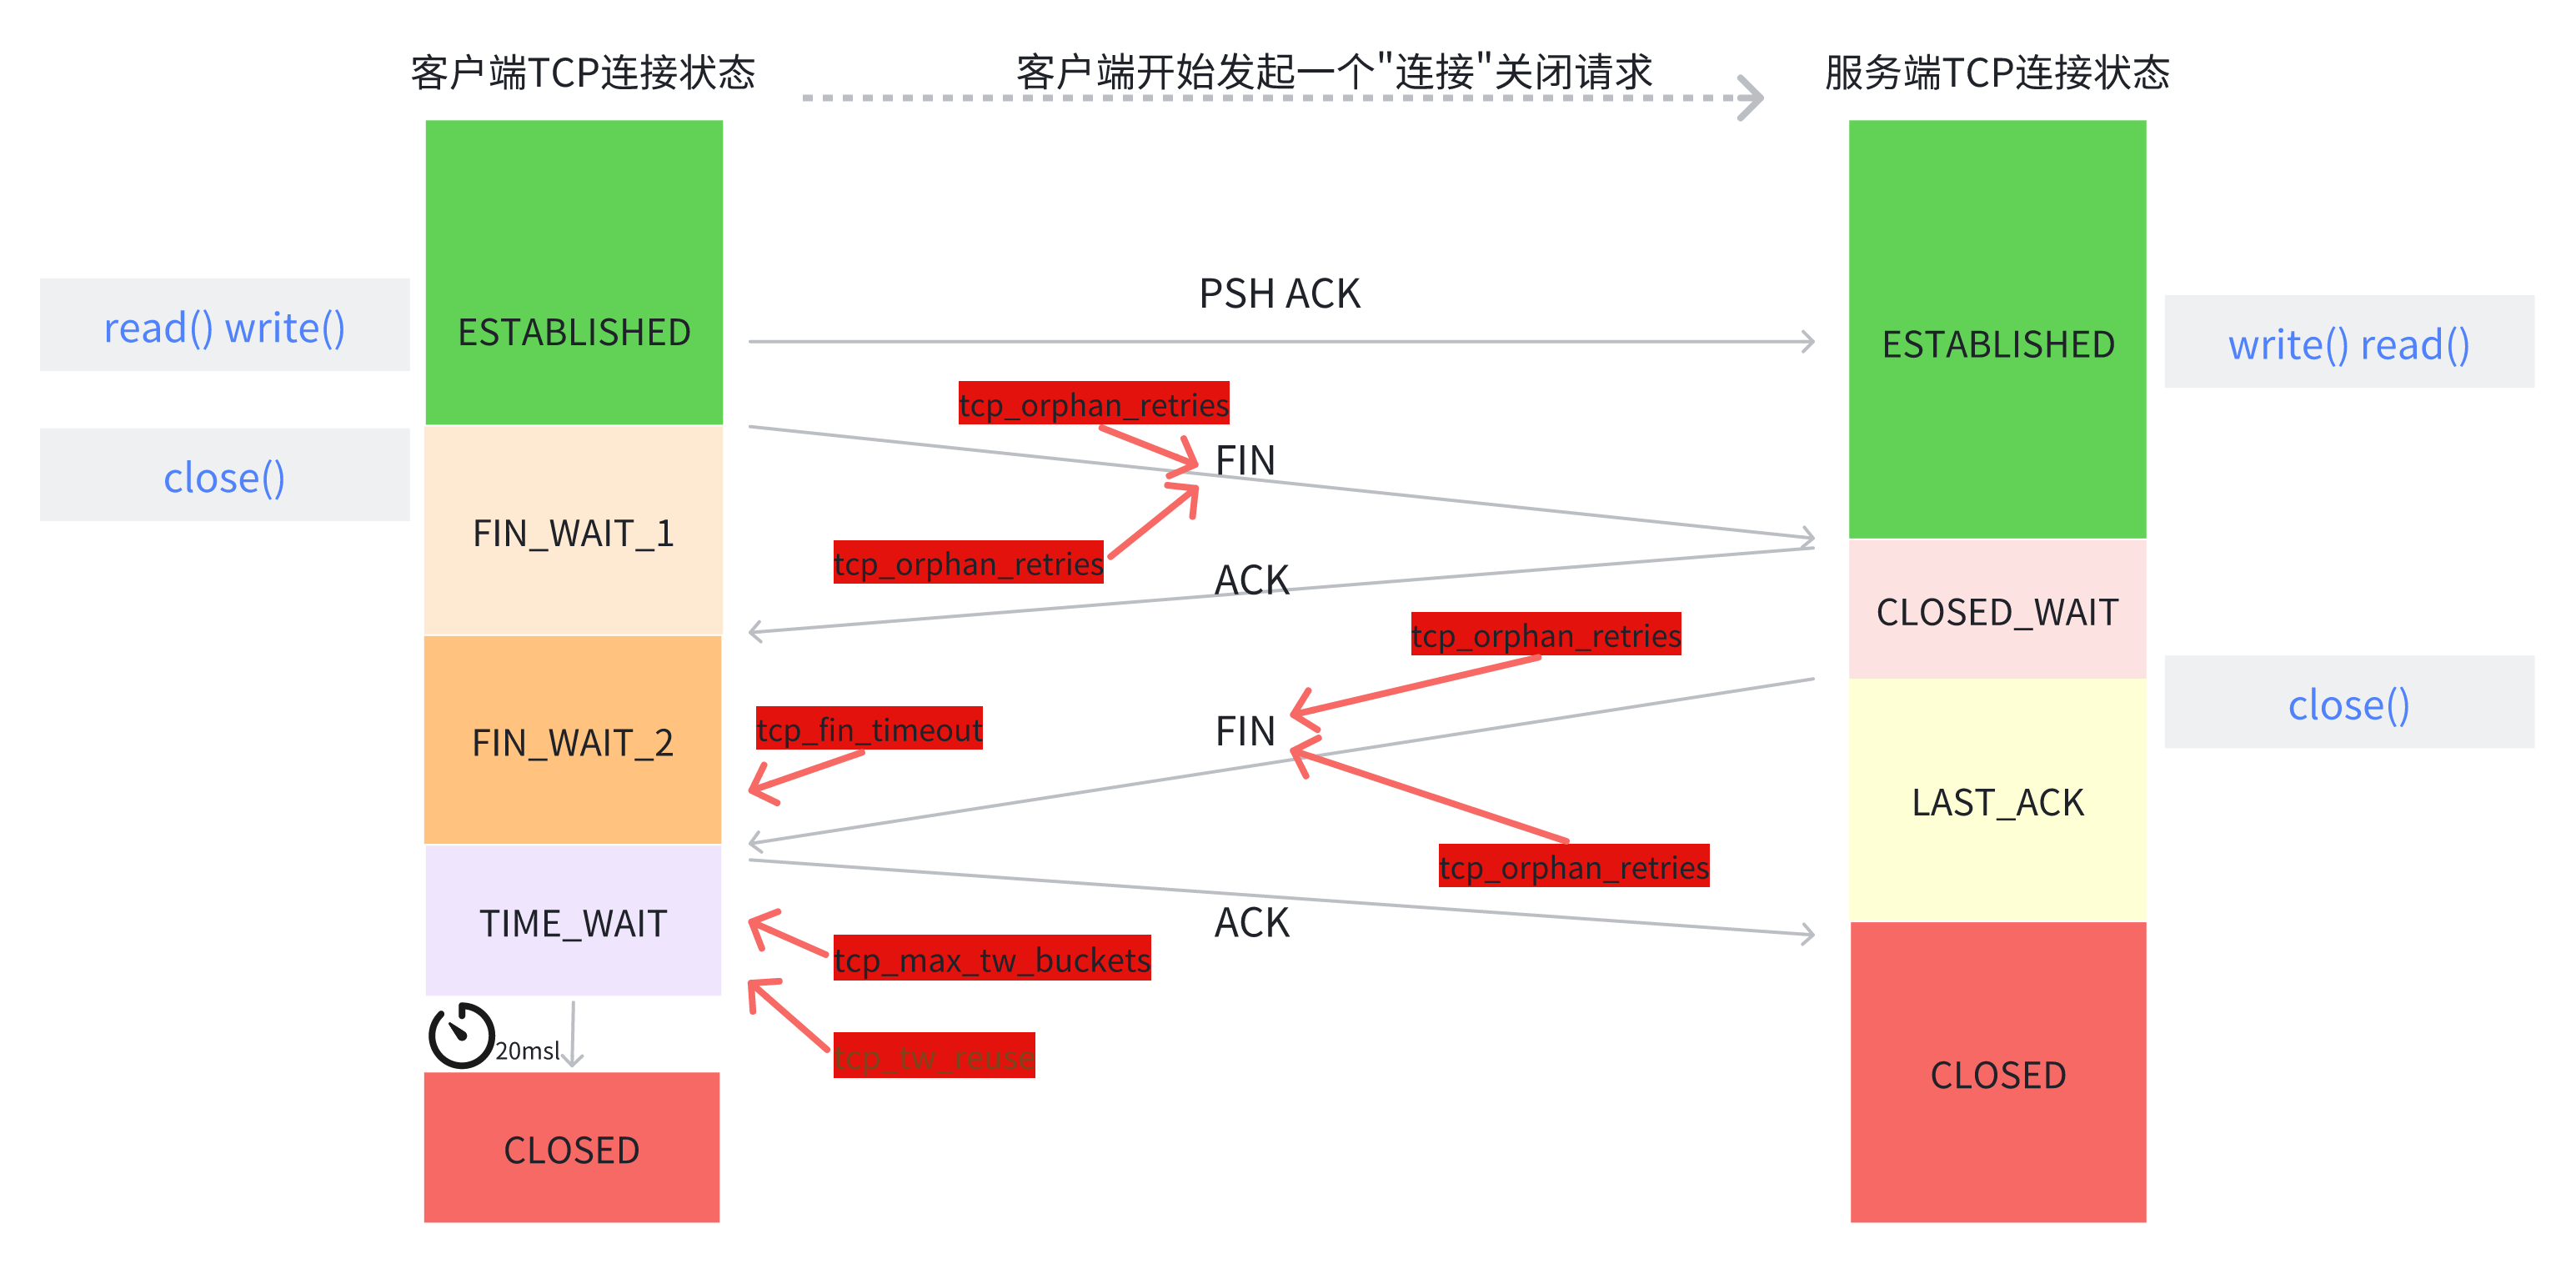 客户端TCP连接状态
客户端开始发起一个"连接"关闭请求
服务端TCP连接状态
PSH ACK
read() write()
ESTABLISHED
ESTABLISHED
write() read()
tcp_orphan_retries
FIN
close()
FIN_WAIT_1
tcp_orphan_retries
ACK
CLOSED_WAIT
tcp_orphan_retries
FIN_WAIT_2
tcp_fin_timeout
FIN
close()
LAST_ACK
tcp_orphan_retries
TIME_WAIT
ACK
tcp_max_tw_buckets
20msl
tcp_tw_reuse
CLOSED
CLOSED